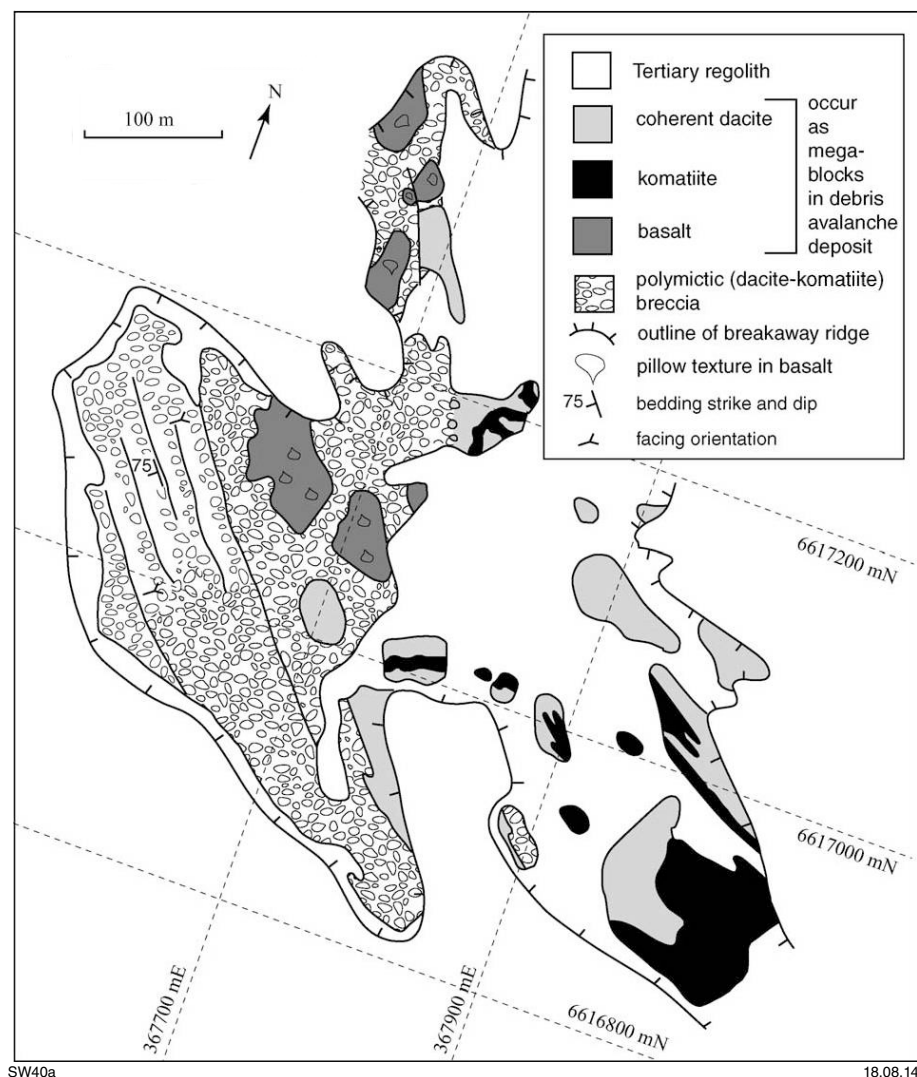 N
100 m
Tertiary regolith
coherent dacite
komatiite
basalt
occur
as
mega-
blocks
in debris
avalanche
deposit
polymictic (dacite-komatiite)
breccia
outline of breakaway ridge
pillow texture in basalt
75
bedding strike and dip
facing orientation
75
6617200 mN
6617000 mN
6616800 mN
367700 mE
367900 mE
SW40a
18.08.14